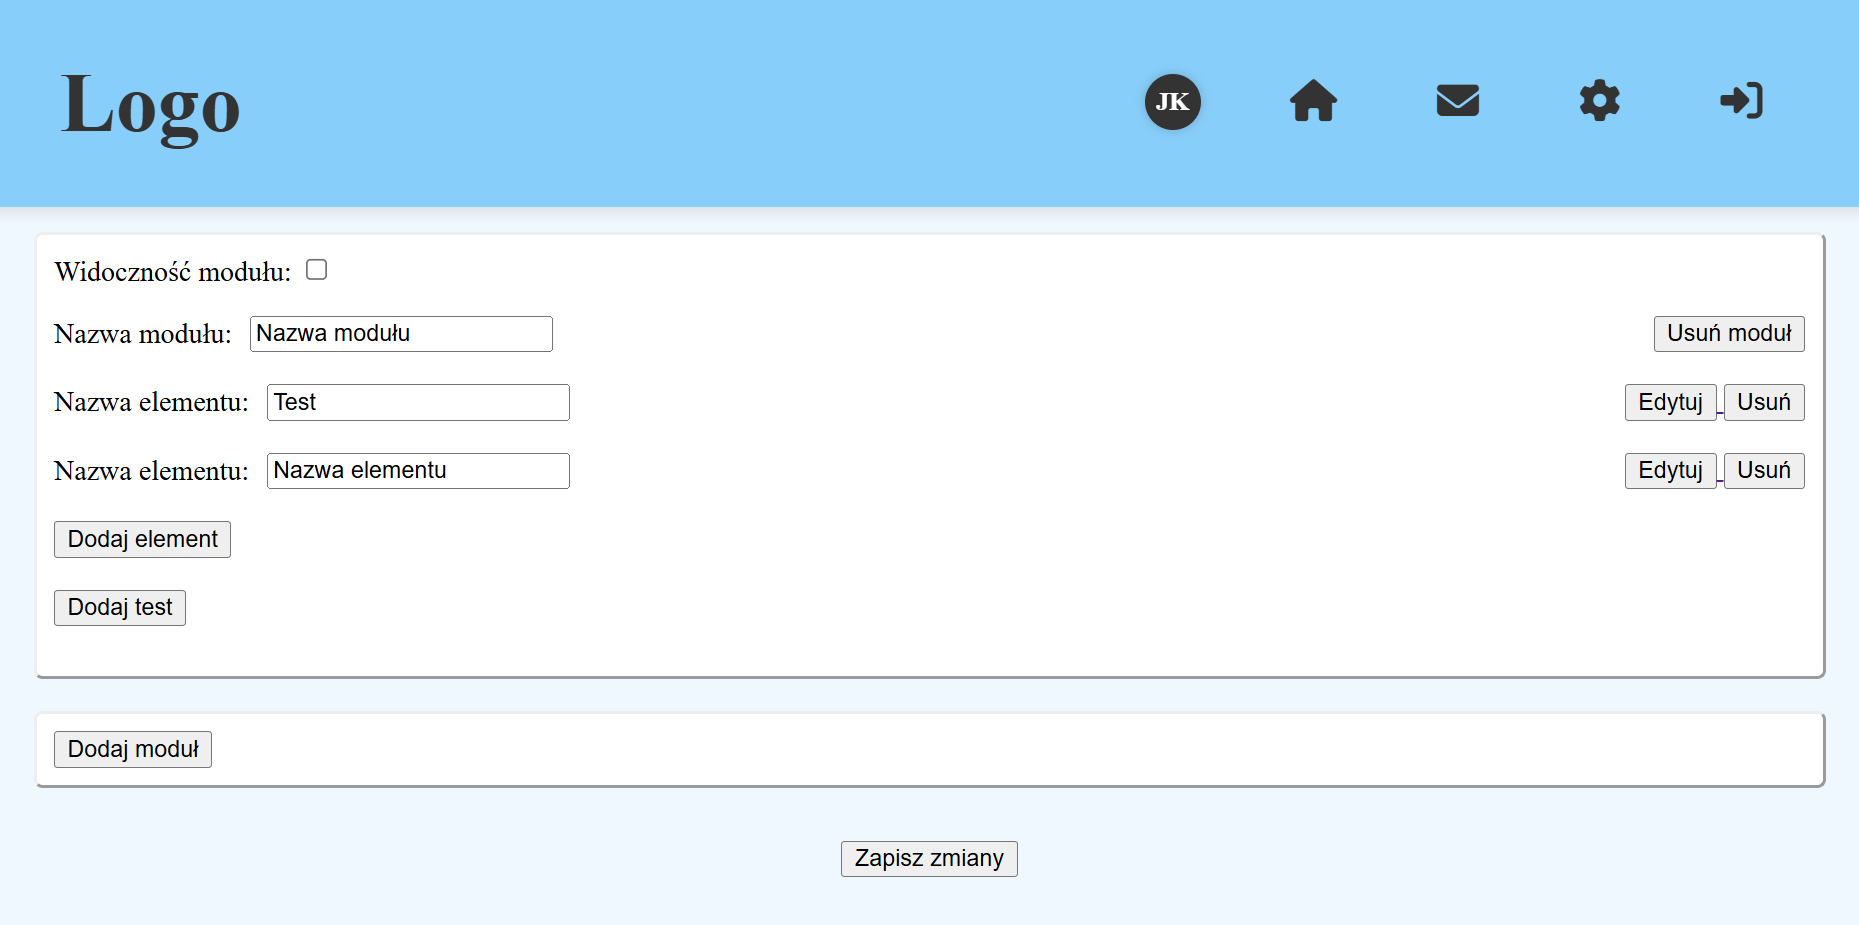 Logo JK
Widoczność modułu:
Nazwa modułu: Nazwa modułu Usuń moduł
Nazwa elementu: Test Edytuj Usuń
Nazwa elementu: Nazwa elementu Edytuj Usuń
Dodaj element
Dodaj test
Dodaj moduł
Zapisz zmiany